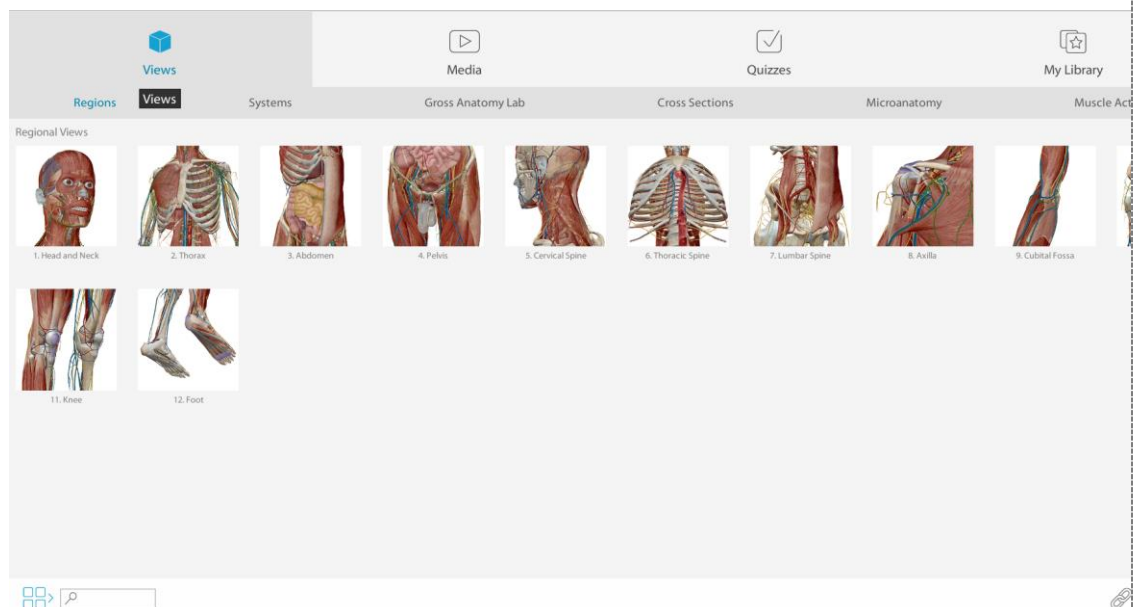 Views Media Quizzes My Library
Views
Regions Systems Gross Anatomy Lab Cross Sections Microanatomy Muscle Act
Regional Views
1. Head and Neck 2. Thorax 3. Abdomen 4. Pelvis 5. Cervical Spine 6. Thoracic Spine 7. Lumbar Spine 8. Axilla 9. Cubital Fossa
11. Knee 12. Foot